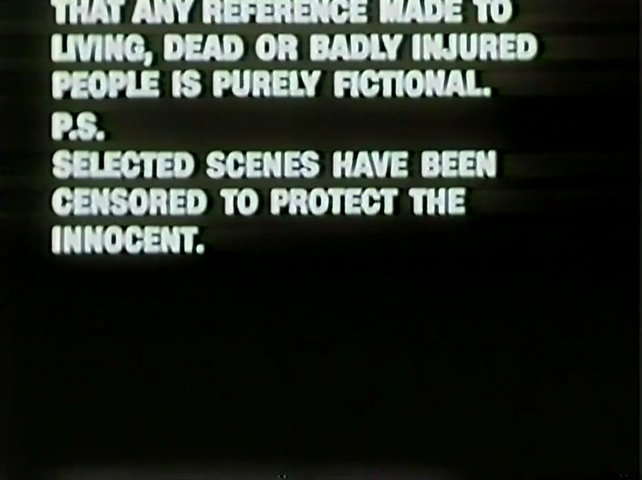 THAT ANY REFERENCE MADE TO
LIVING, DEAD OR BADLY INJURED
PEOPLE IS PURELY FICTIONAL.
P.S.
SELECTED SCENES HAVE BEEN
CENSORED TO PROTECT THE
INNOCENT.